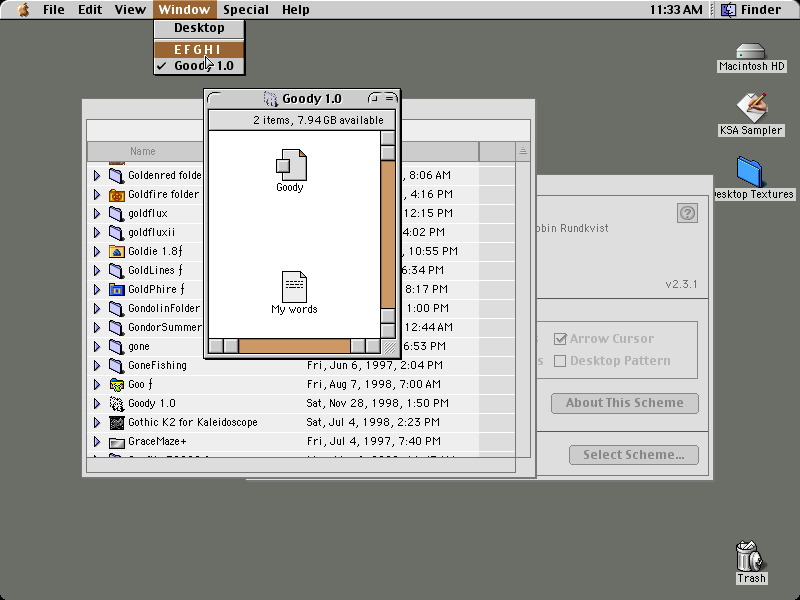 File Edit View Window Special Help 11:33 AM Finder
Desktop
E F G H I
✓ Goody 1.0
Macintosh HD
KSA Sampler
esktop Textures
Trash
Goody 1.0
2 items, 7.94 GB available
Goody
My words
Name
Goldenred folde , 8:06 AM
Goldfire folder , 4:16 PM
goldflux 12:15 PM
goldfluxii 4:02 PM
Goldie 1.8ƒ , 10:55 PM
GoldLines ƒ 6:34 PM
GoldPhire ƒ , 8:17 PM
GondolinFolder 1:00 PM
GondorSummer 12:44 AM
gone 6:53 PM
GoneFishing Fri, Jun 6, 1997, 2:04 PM
Goo ƒ Fri, Aug 7, 1998, 7:00 AM
Goody 1.0 Sat, Nov 28, 1998, 1:50 PM
Gothic K2 for Kaleidoscope Sat, Jul 4, 1998, 2:23 PM
GraceMaze+ Fri, Jul 4, 1997, 7:40 PM
obin Rundkvist
v2.3.1
s Arrow Cursor
s Desktop Pattern
About This Scheme
Select Scheme...